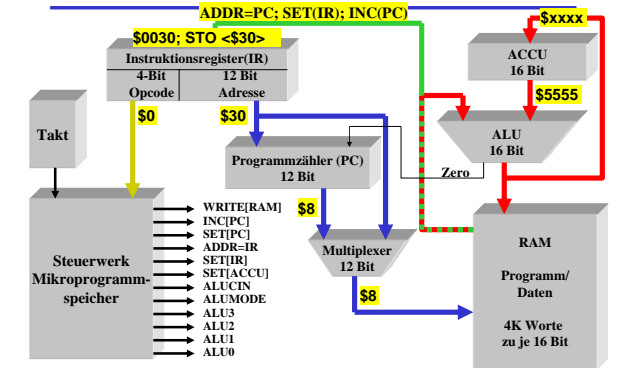 ADDR=PC; SET(IR); INC(PC)
$0030; STO <$30>
$xxxx
Instruktionsregister(IR)
4-Bit
Opcode
12 Bit
Adresse
ACCU
16 Bit
$0
$30
$5555
Takt
ALU
16 Bit
Programmzähler (PC)
12 Bit
Zero
$8
WRITE[RAM]
INC[PC]
SET[PC]
ADDR=IR
SET[IR]
SET[ACCU]
ALUCIN
ALUMODE
ALU3
ALU2
ALU1
ALU0
Steuerwerk
Mikroprogramm-
speicher
Multiplexer
12 Bit
$8
RAM
Programm/
Daten
4K Worte
zu je 16 Bit